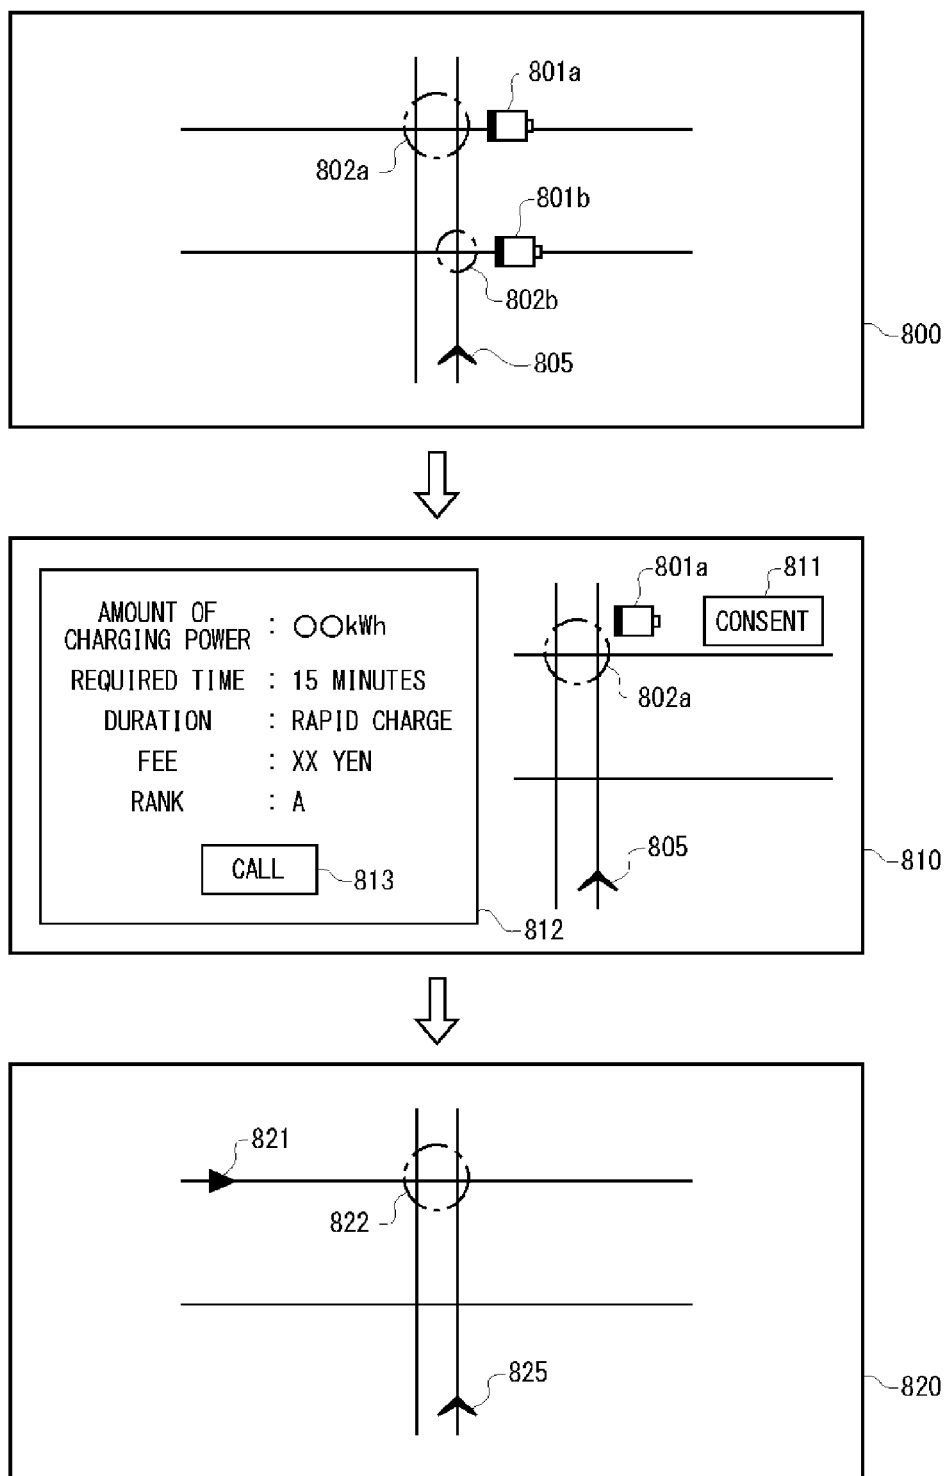 801a
802a
801b
802b
800
805
801a
811
AMOUNT OF
CHARGING POWER : ○○kWh
CONSENT
REQUIRED TIME : 15 MINUTES
802a
DURATION : RAPID CHARGE
FEE : XX YEN
RANK : A
805
CALL
813
810
812
821
822
825
820